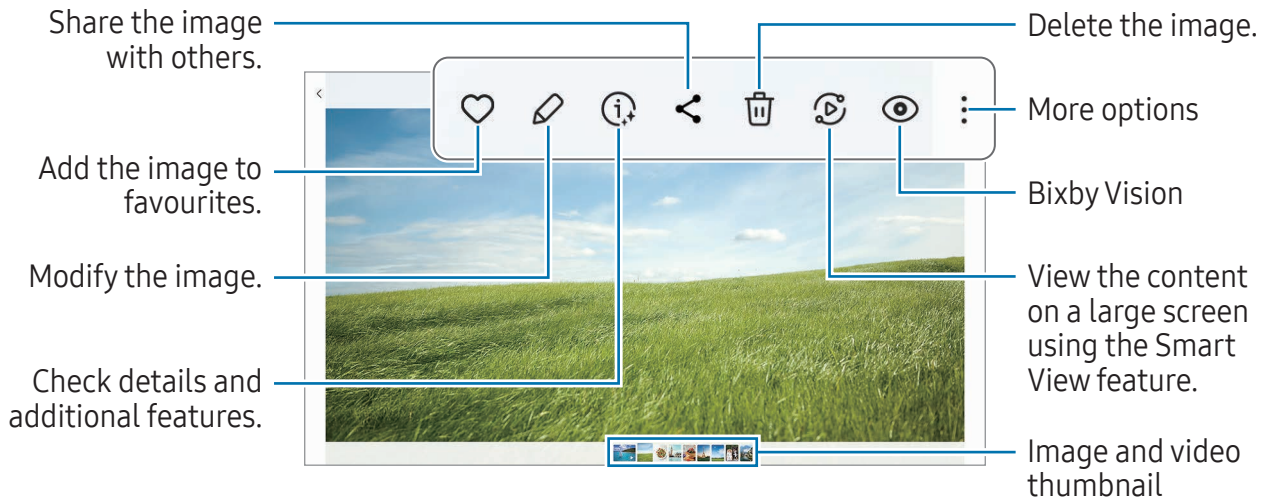 Share the image
with others.
Add the image to
favourites.
Modify the image.
Check details and
additional features.
Delete the image.
More options
Bixby Vision
View the content
on a large screen
using the Smart
View feature.
Image and video
thumbnail